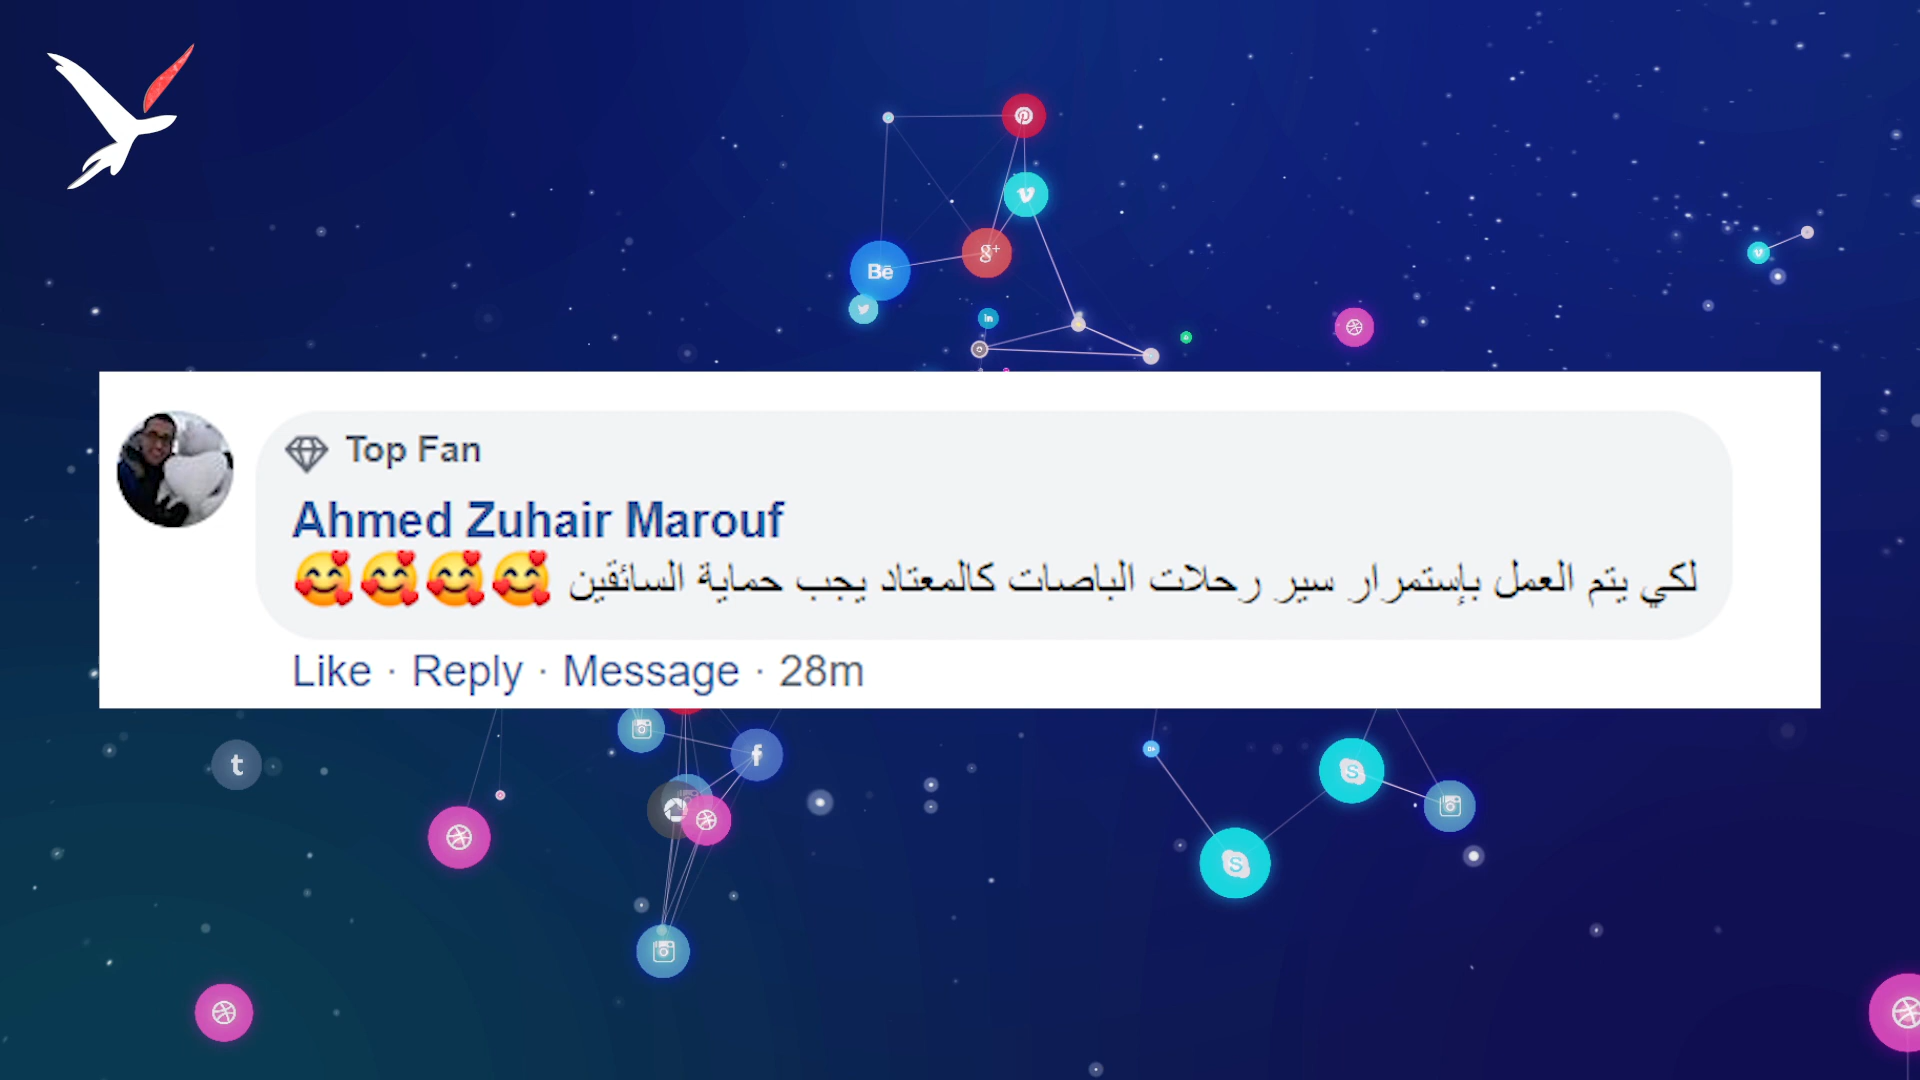 Top Fan
Ahmed Zuhair Marouf
لكي يتم العمل بإستمرار سير رحلات الباصات كالمعتاد يجب حماية السائقين 🥰🥰🥰🥰
Like · Reply · Message · 28m